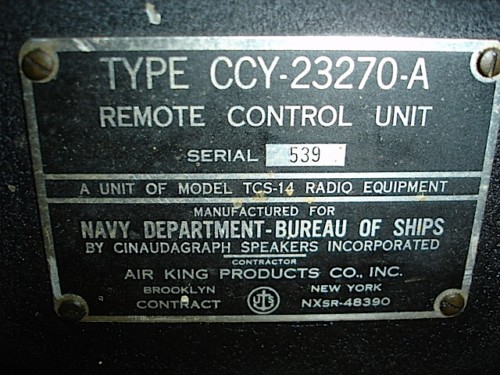 TYPE CCY-23270-A
REMOTE CONTROL UNIT
SERIAL 539
A UNIT OF MODEL TCS-14 RADIO EQUIPMENT
MANUFACTURED FOR
NAVY DEPARTMENT-BUREAU OF SHIPS
BY CINAUDAGRAPH SPEAKERS INCORPORATED
CONTRACTOR
AIR KING PRODUCTS CO., INC.
BROOKLYN NEW YORK
CONTRACT NXSR-48390